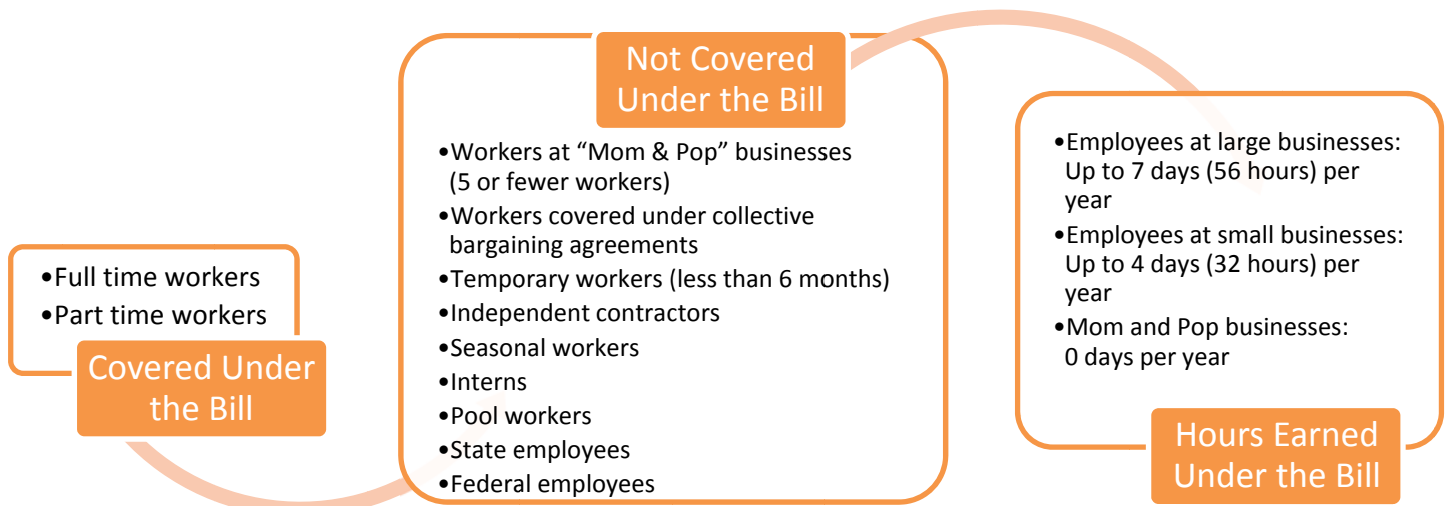 •Full time workers
•Part time workers
Covered Under
the Bill
Not Covered
Under the Bill
•Workers at “Mom & Pop” businesses
(5 or fewer workers)
•Workers covered under collective
bargaining agreements
•Temporary workers (less than 6 months)
•Independent contractors
•Seasonal workers
•Interns
•Pool workers
•State employees
•Federal employees
•Employees at large businesses:
Up to 7 days (56 hours) per
year
•Employees at small businesses:
Up to 4 days (32 hours) per
year
•Mom and Pop businesses:
0 days per year
Hours Earned
Under the Bill